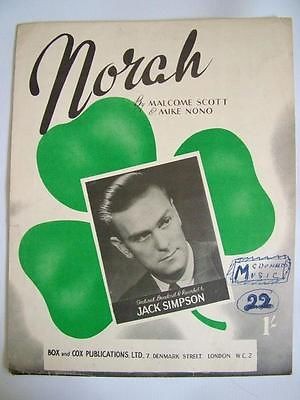 Norah
By MALCOME SCOTT
& MIKE NONO
Featured, Broadcast & Recorded by
JACK SIMPSON
McDONALD
MUSIC
22
1/-
BOX and COX PUBLICATIONS, LTD., 7, DENMARK STREET, LONDON, W.C.2